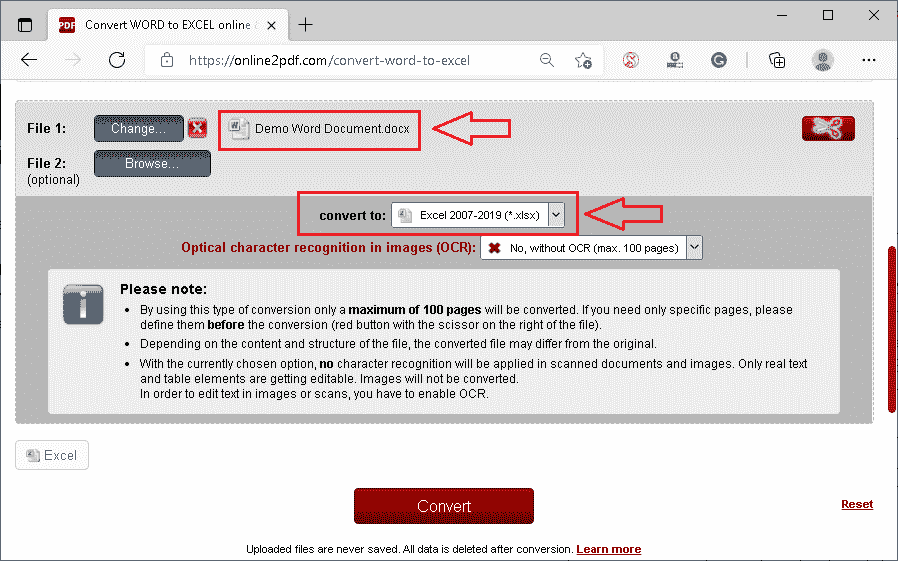 PDF Convert WORD to EXCEL online &
https://online2pdf.com/convert-word-to-excel
File 1: Change... Demo Word Document.docx
File 2: Browse...
(optional)
convert to: Excel 2007-2019 (*.xlsx)
Optical character recognition in images (OCR): No, without OCR (max. 100 pages)
Please note:
• By using this type of conversion only a maximum of 100 pages will be converted. If you need only specific pages, please
define them before the conversion (red button with the scissor on the right of the file).
• Depending on the content and structure of the file, the converted file may differ from the original.
• With the currently chosen option, no character recognition will be applied in scanned documents and images. Only real text
and table elements are getting editable. Images will not be converted.
In order to edit text in images or scans, you have to enable OCR.
Excel
Convert
Reset
Uploaded files are never saved. All data is deleted after conversion. Learn more